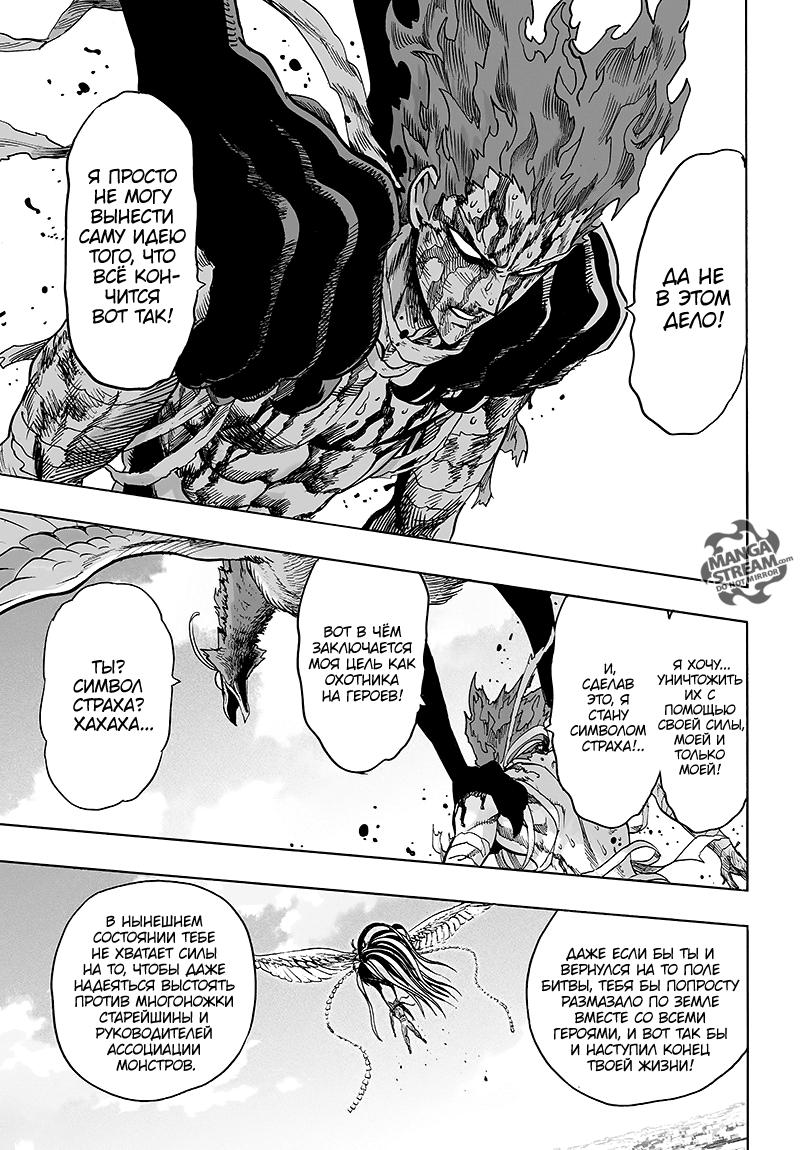 ДА НЕ
В ЭТОМ
ДЕЛО!
Я ПРОСТО
НЕ МОГУ
ВЫНЕСТИ
САМУ ИДЕЮ
ТОГО, ЧТО
ВСЁ КОН-
ЧИТСЯ
ВОТ ТАК!
MANGA
STREAM.com
DO NOT MIRROR!
Я ХОЧУ...
УНИЧТОЖИТЬ
ИХ С
ПОМОЩЬЮ
СВОЕЙ СИЛЫ,
МОЕЙ И
ТОЛЬКО
МОЕЙ!
И,
СДЕЛАВ
ЭТО, Я
СТАНУ
СИМВОЛОМ
СТРАХА!..
ВОТ В ЧЁМ
ЗАКЛЮЧАЕТСЯ
МОЯ ЦЕЛЬ КАК
ОХОТНИКА
НА ГЕРОЕВ!
ТЫ?
СИМВОЛ
СТРАХА?
ХАХАХА...
ДАЖЕ ЕСЛИ БЫ ТЫ И
ВЕРНУЛСЯ НА ТО ПОЛЕ
БИТВЫ, ТЕБЯ БЫ ПОПРОСТУ
РАЗМАЗАЛО ПО ЗЕМЛЕ
ВМЕСТЕ СО ВСЕМИ
ГЕРОЯМИ, И ВОТ ТАК БЫ
И НАСТУПИЛ КОНЕЦ
ТВОЕЙ ЖИЗНИ!
В НЫНЕШНЕМ
СОСТОЯНИИ ТЕБЕ
НЕ ХВАТАЕТ СИЛЫ
НА ТО, ЧТОБЫ ДАЖЕ
НАДЕЯТЬСЯ ВЫСТОЯТЬ
ПРОТИВ МНОГОНОЖКИ
СТАРЕЙШИНЫ И
РУКОВОДИТЕЛЕЙ
АССОЦИАЦИИ
МОНСТРОВ.